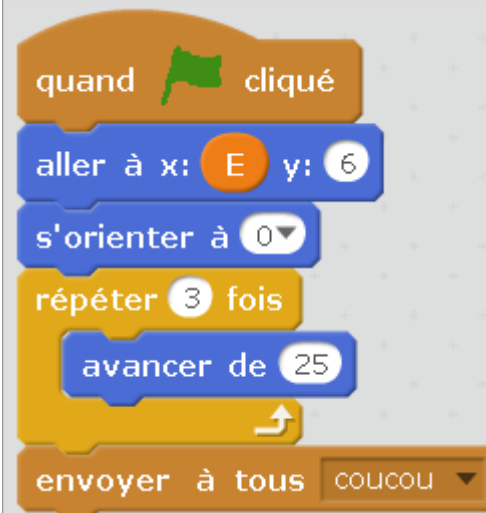 quand cliqué
aller à x: E y: 6
s'orienter à 0
répéter 3 fois
avancer de 25
envoyer à tous coucou